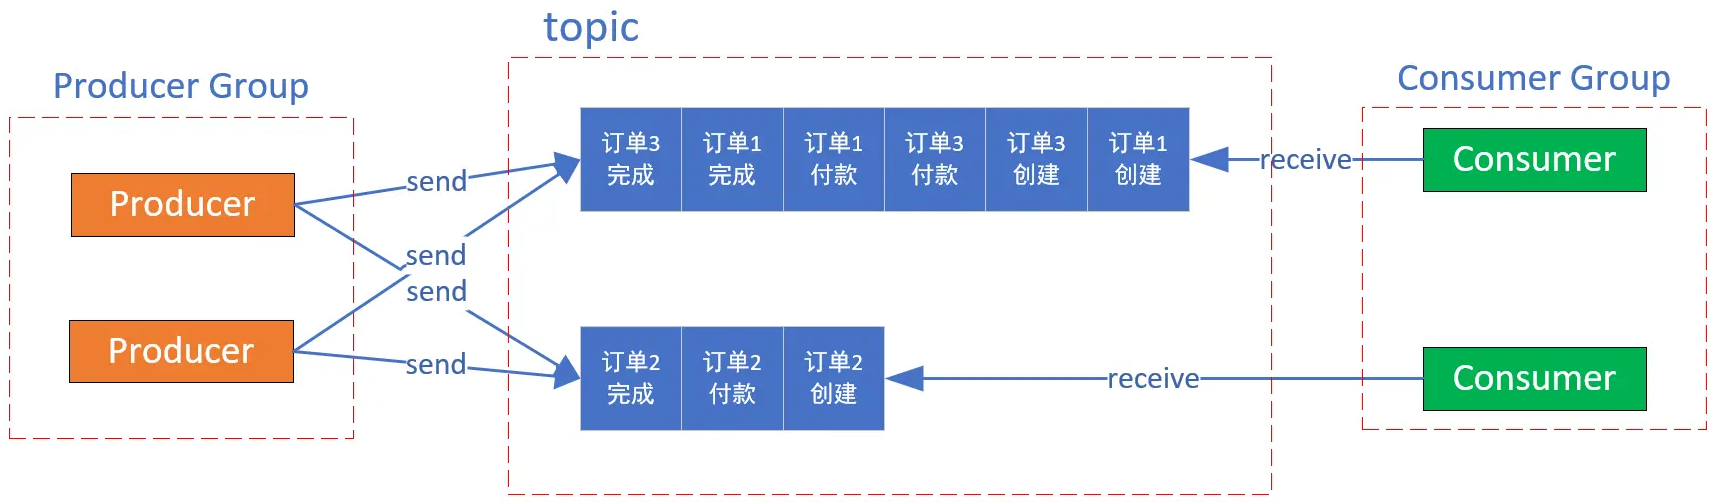 topic
Producer Group
Consumer Group
订单3 订单1 订单1 订单3 订单3 订单1
完成 完成 付款 付款 创建 创建
receive
Consumer
send
Producer
send
send
Producer
send
订单2 订单2 订单2
完成 付款 创建
receive
Consumer